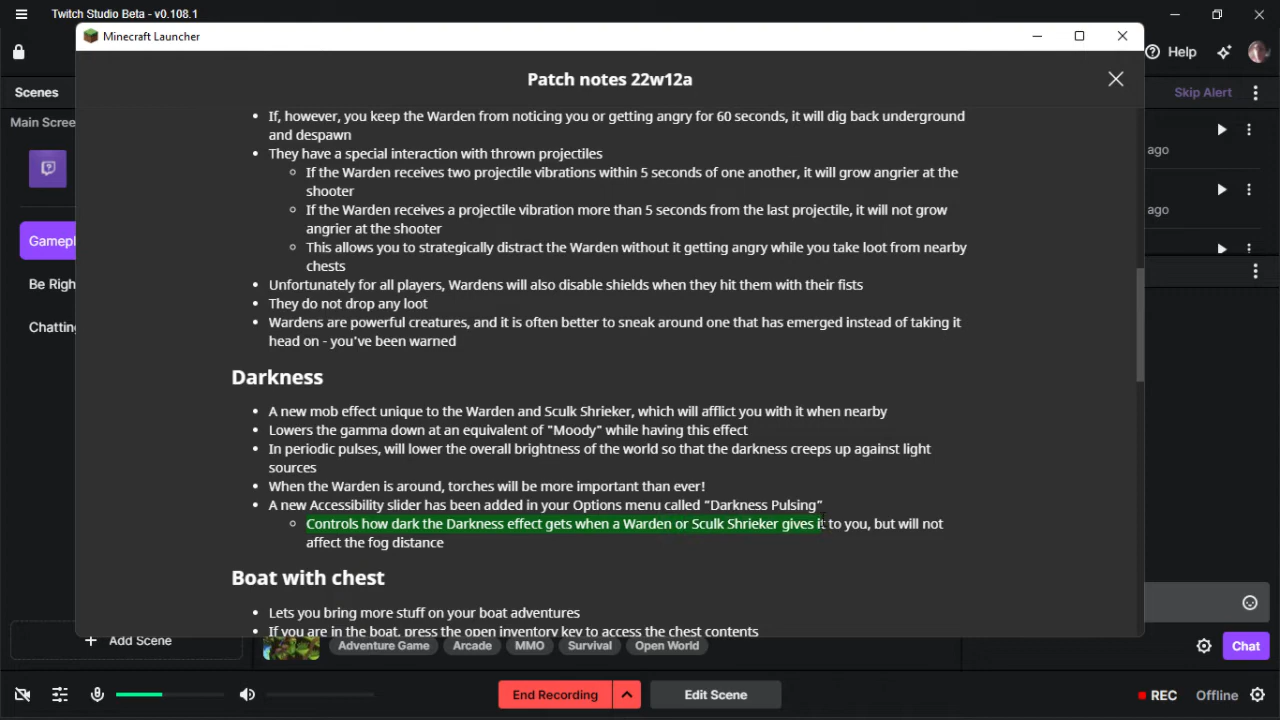 Twitch Studio Beta - v0.108.1
Minecraft Launcher
Help
Patch notes 22w12a
Scenes
Skip Alert
Main Scree
If, however, you keep the Warden from noticing you or getting angry for 60 seconds, it will dig back underground
and despawn
They have a special interaction with thrown projectiles
ago
If the Warden receives two projectile vibrations within 5 seconds of one another, it will grow angrier at the
shooter
If the Warden receives a projectile vibration more than 5 seconds from the last projectile, it will not grow
angrier at the shooter
ago
Gamepl
This allows you to strategically distract the Warden without it getting angry while you take loot from nearby
chests
Be Righ
Unfortunately for all players, Wardens will also disable shields when they hit them with their fists
They do not drop any loot
Chatting
Wardens are powerful creatures, and it is often better to sneak around one that has emerged instead of taking it
head on - you've been warned
Darkness
A new mob effect unique to the Warden and Sculk Shrieker, which will afflict you with it when nearby
Lowers the gamma down at an equivalent of "Moody" while having this effect
In periodic pulses, will lower the overall brightness of the world so that the darkness creeps up against light
sources
When the Warden is around, torches will be more important than ever!
A new Accessibility slider has been added in your Options menu called "Darkness Pulsing"
Controls how dark the Darkness effect gets when a Warden or Sculk Shrieker gives it to you, but will not
affect the fog distance
Boat with chest
Lets you bring more stuff on your boat adventures
If you are in the boat, press the open inventory key to access the chest contents
Add Scene
Adventure Game
Arcade
MMO
Survival
Open World
Chat
End Recording
Edit Scene
REC
Offline